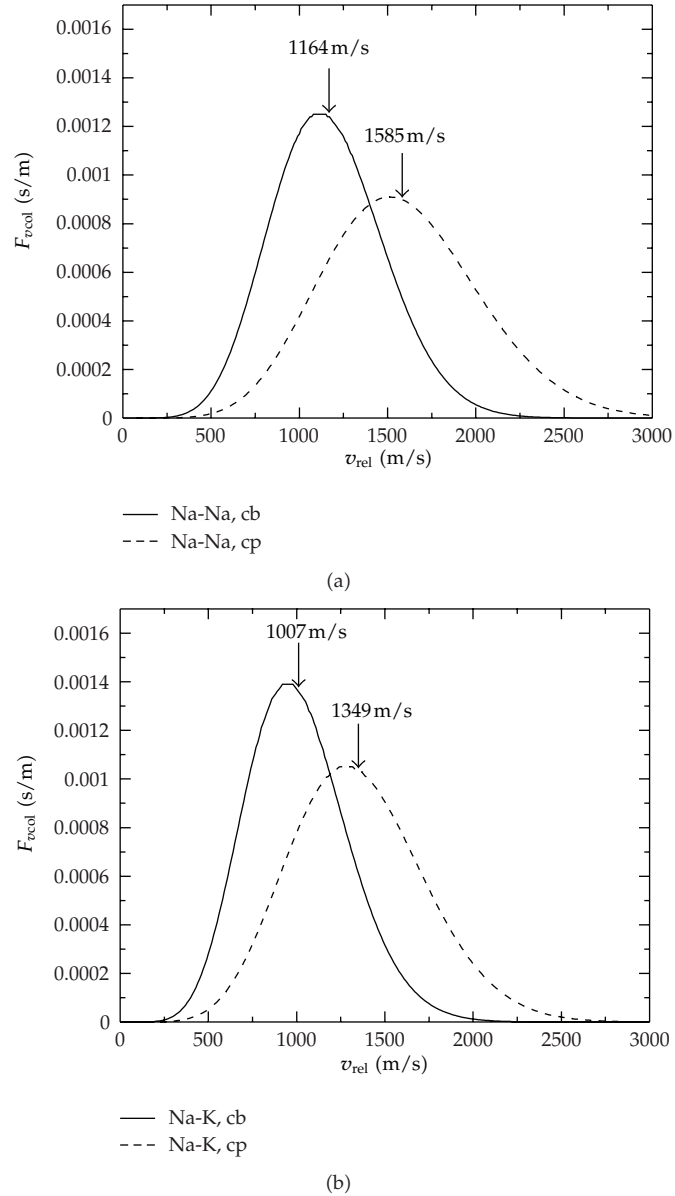 0.0016
0.0014
0.0012
0.001
0.0008
0.0006
0.0004
0.0002
0
F_vcol (s/m)
1164 m/s
1585 m/s
0 500 1000 1500 2000 2500 3000
v_rel (m/s)
Na-Na, cb
Na-Na, cp
(a)
0.0016
0.0014
0.0012
0.001
0.0008
0.0006
0.0004
0.0002
0
F_vcol (s/m)
1007 m/s
1349 m/s
0 500 1000 1500 2000 2500 3000
v_rel (m/s)
Na-K, cb
Na-K, cp
(b)